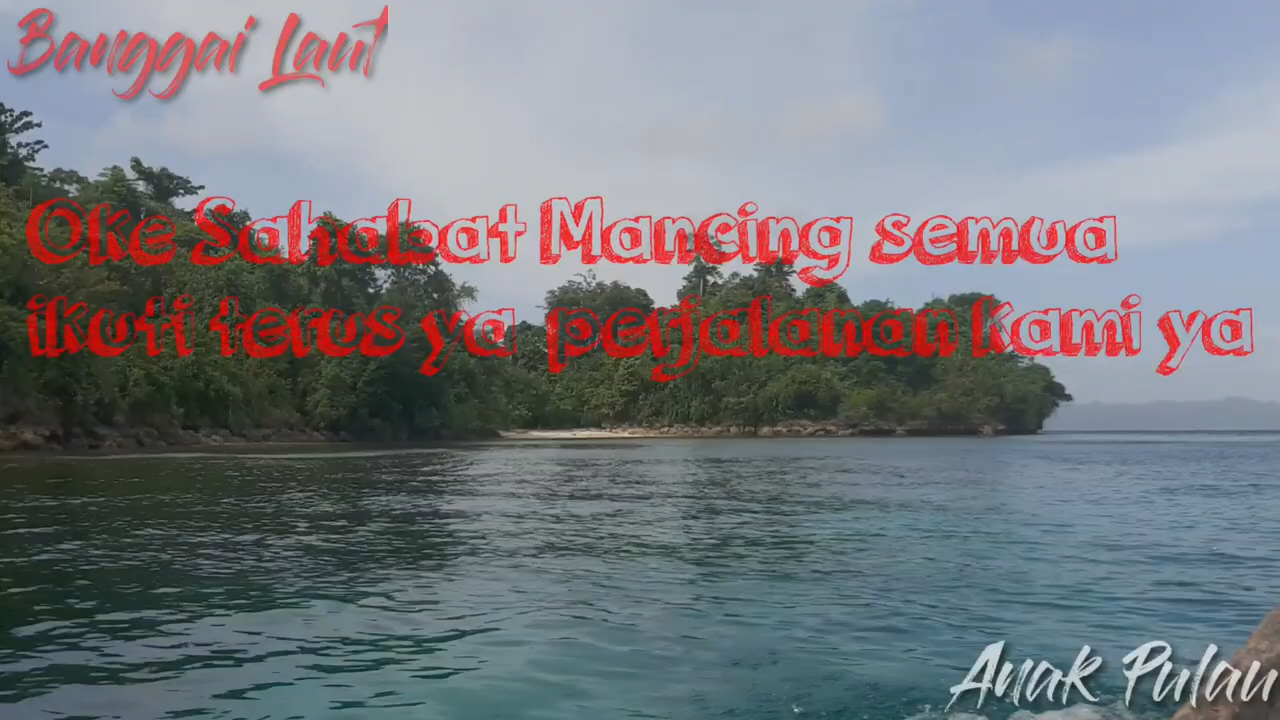 Banggai Laut
Oke Sahabat Mancing semua
ikuti terus ya perjalanan kami ya
Anak Pulau